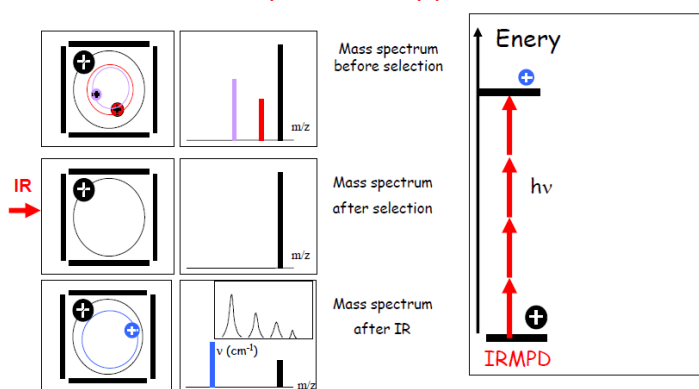 Mass spectrum
before selection
m/z
IR
Mass spectrum
after selection
m/z
Mass spectrum
after IR
ν (cm-1)
m/z
Enery
hν
IRMPD